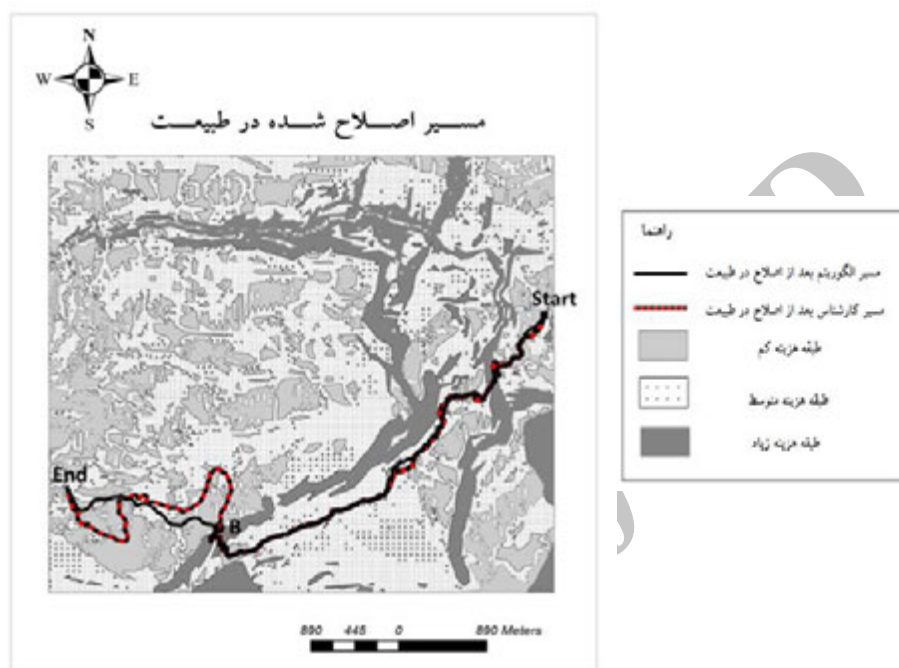 N
W E
S
مسیر اصلاح شده در طبیعت
Start
End
B
890 445 0 890 Meters
راهنما
مسیر الگوریتم بعد از اصلاح در طبیعت
مسیر کارشناس بعد از اصلاح در طبیعت
طبقه هزینه کم
طبقه هزینه متوسط
طبقه هزینه زیاد